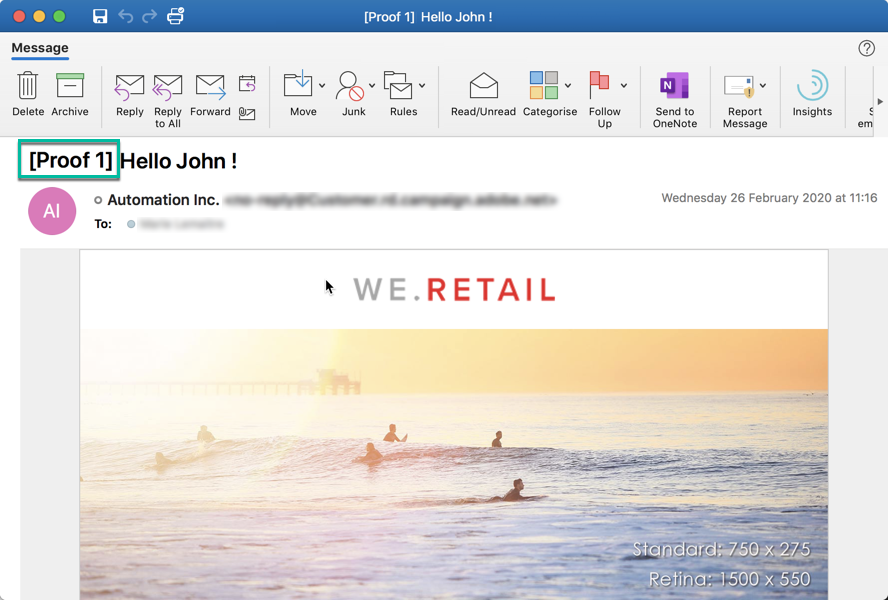 [Proof 1] Hello John !
Message
Delete
Archive
Reply
Reply to All
Forward
Move
Junk
Rules
Read/Unread
Categorise
Follow Up
N
Send to OneNote
Report Message
Insights
[Proof 1] Hello John !
AI
Automation Inc.
Wednesday 26 February 2020 at 11:16
To:
WE.RETAIL
Standard: 750 x 275
Retina: 1500 x 550